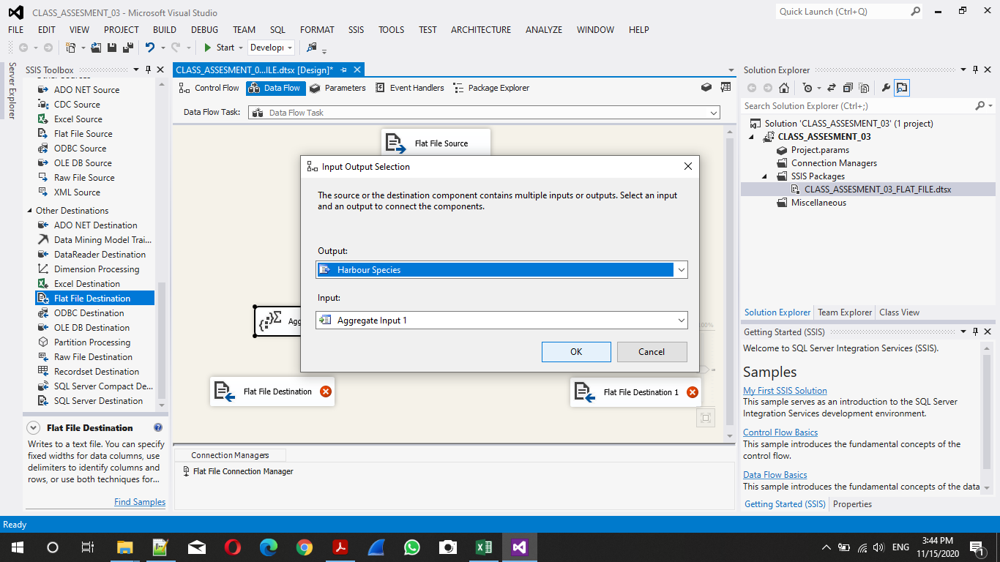 CLASS_ASSESMENT_03 - Microsoft Visual Studio
Quick Launch (Ctrl+Q)
FILE EDIT VIEW PROJECT BUILD DEBUG TEAM SQL FORMAT SSIS TOOLS TEST ARCHITECTURE ANALYZE WINDOW HELP
Start
Develop
Server Explorer
SSIS Toolbox
ADO NET Source
CDC Source
Excel Source
Flat File Source
ODBC Source
OLE DB Source
Raw File Source
XML Source
Other Destinations
ADO NET Destination
Data Mining Model Trai...
DataReader Destination
Dimension Processing
Excel Destination
Flat File Destination
ODBC Destination
OLE DB Destination
Partition Processing
Raw File Destination
Recordset Destination
SQL Server Compact De...
SQL Server Destination
Flat File Destination
Writes to a text file. You can specify
fixed widths for data columns, use
delimiters to identify columns and
rows, or use both techniques for...
Find Samples
CLASS_ASSESMENT_0...ILE.dtsx [Design]*
Control Flow
Data Flow
Parameters
Event Handlers
Package Explorer
Data Flow Task:
Data Flow Task
Flat File Source
Input Output Selection
The source or the destination component contains multiple inputs or outputs. Select an input
and an output to connect the components.
Output:
Harbour Species
Input:
Aggregate Input 1
OK
Cancel
Agg
100%
Flat File Destination
Flat File Destination 1
Connection Managers
Flat File Connection Manager
Solution Explorer
Search Solution Explorer (Ctrl+;)
Solution 'CLASS_ASSESMENT_03' (1 project)
CLASS_ASSESMENT_03
Project.params
Connection Managers
SSIS Packages
CLASS_ASSESMENT_03_FLAT_FILE.dtsx
Miscellaneous
Solution Explorer
Team Explorer
Class View
Getting Started (SSIS)
Welcome to SQL Server Integration Services (SSIS).
Samples
My First SSIS Solution
This sample serves as an introduction to the SQL Server
Integration Services development environment.
Control Flow Basics
This sample introduces the fundamental concepts of the
control flow.
Data Flow Basics
This sample introduces the fundamental concepts of the data
Getting Started (SSIS)
Properties
Ready
ENG
3:44 PM
11/15/2020
1